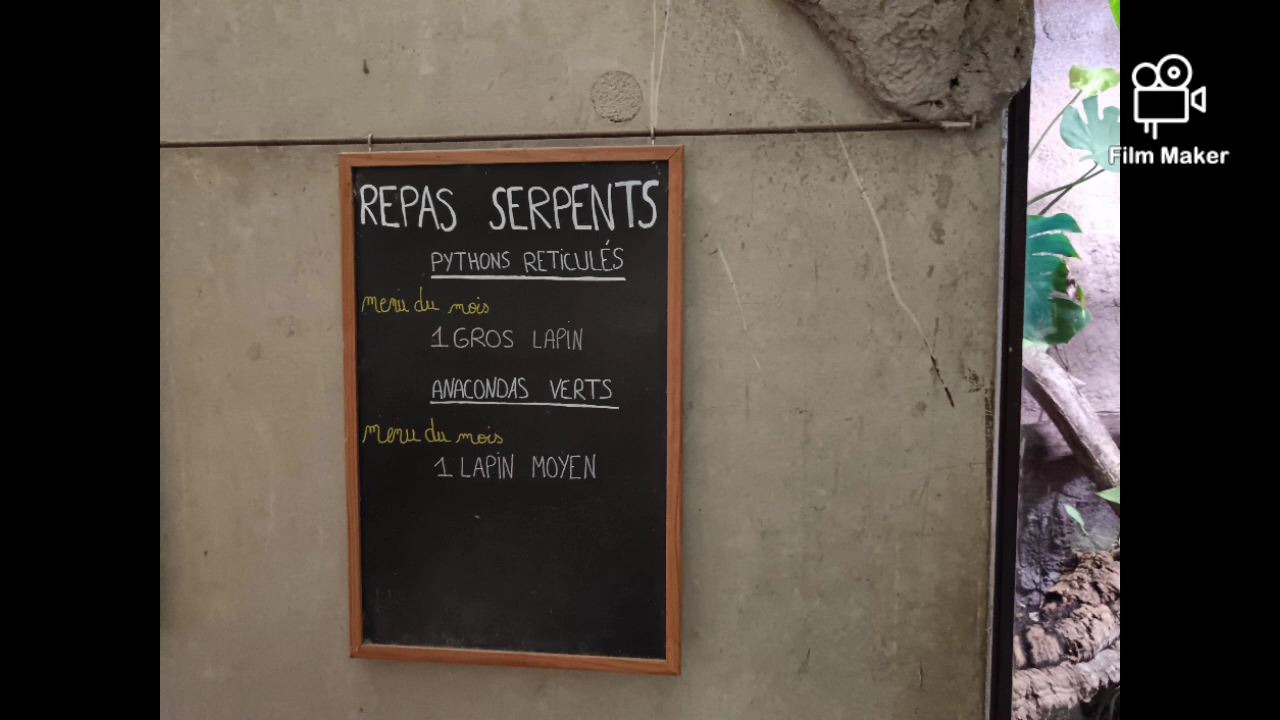 REPAS SERPENTS
PYTHONS RETICULÉS
menu du mois
1 GROS LAPIN
ANACONDAS VERTS
menu du mois
1 LAPIN MOYEN
Film Maker